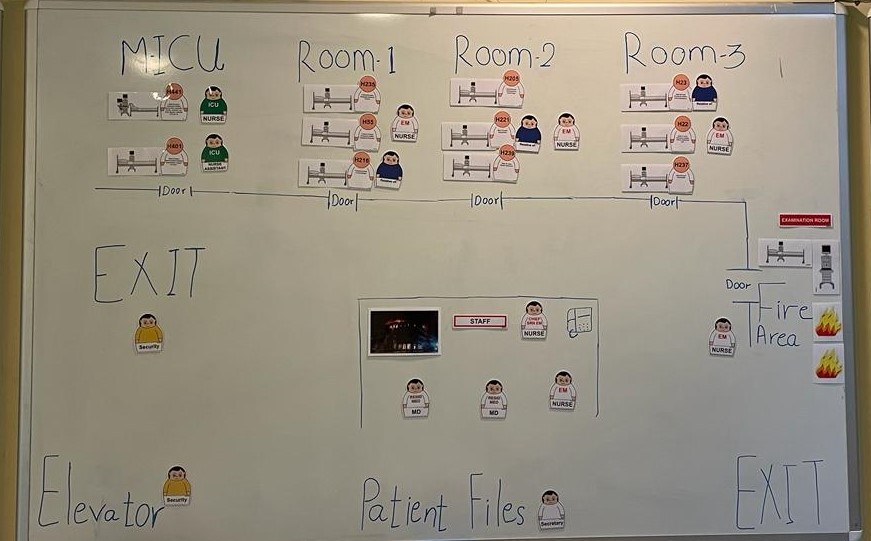 MICU
Room-1
Room-2
Room-3
H441
ICU
NURSE
H401
ICU
NURSE
ASSISTANT
H235
H53
EM
NURSE
H216
H205
H221
EM
NURSE
H239
H23
H22
EM
NURSE
H237
Door
Door
Door
Door
EXAMINATION ROOM
Door
Fire
Area
EM
NURSE
EXIT
Security
STAFF
NURSE
MD
MD
EM
NURSE
Elevator
Security
Patient Files
Secretary
EXIT